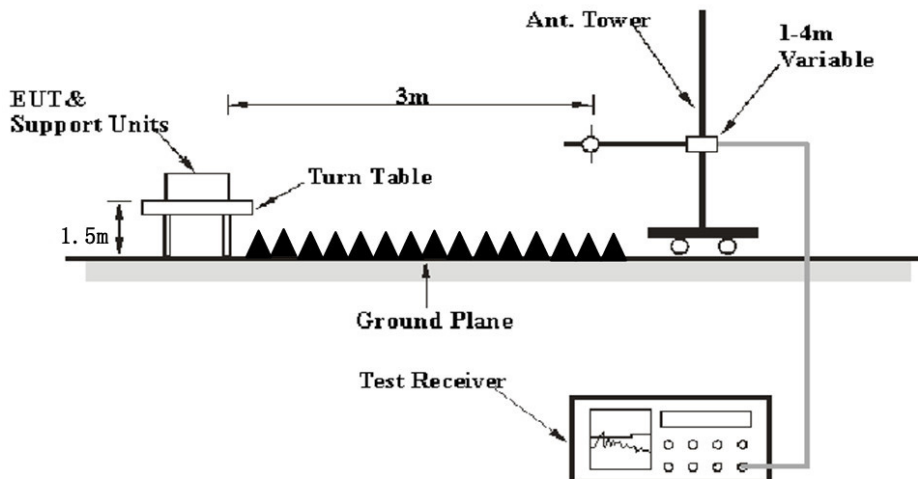 Ant. Tower
1-4m
Variable
EUT &
Support Units
3m
Turn Table
1.5m
Ground Plane
Test Receiver